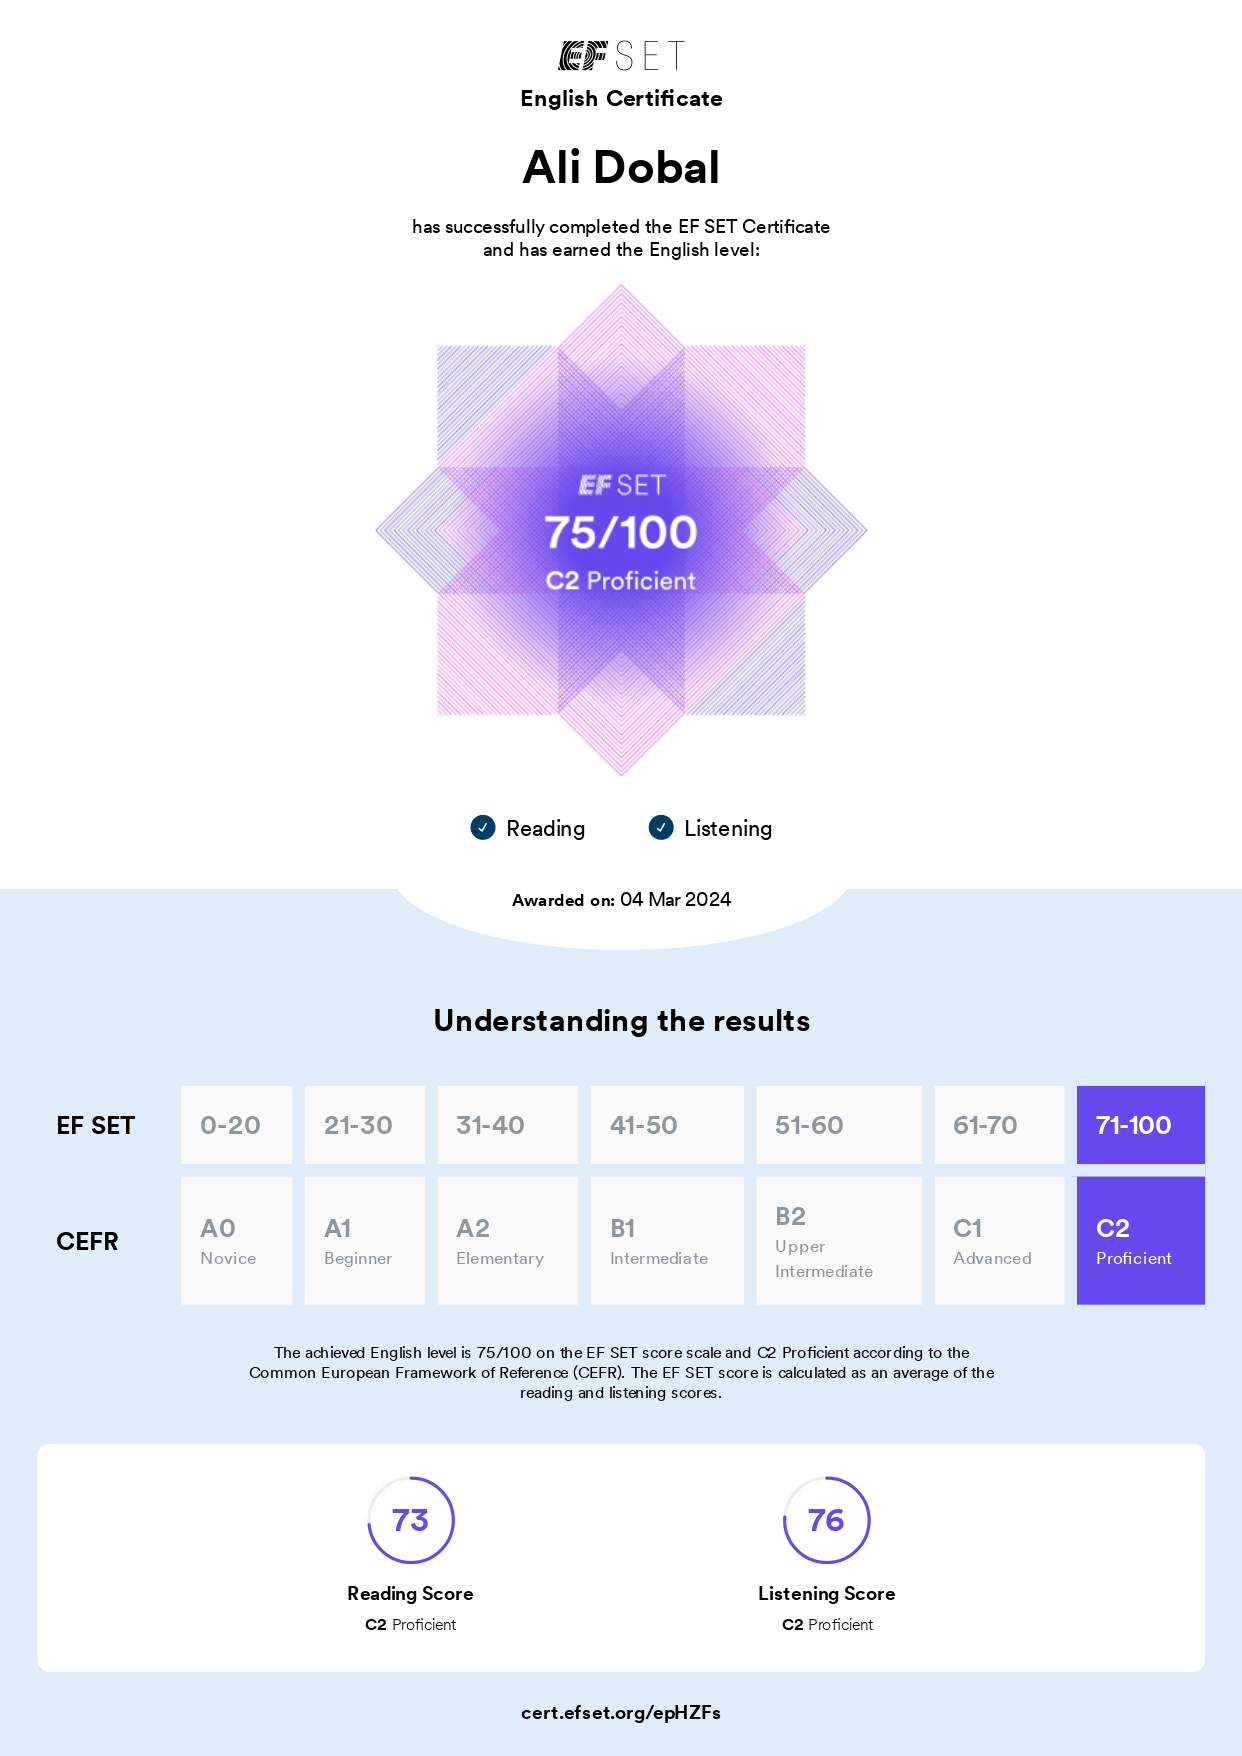 EF SET
English Certificate
Ali Dobal
has successfully completed the EF SET Certificate
and has earned the English level:
EF SET
75/100
C2 Proficient
Reading Listening
Awarded on: 04 Mar 2024
Understanding the results
EF SET 0-20 21-30 31-40 41-50 51-60 61-70 71-100
CEFR
A0 Novice
A1 Beginner
A2 Elementary
B1 Intermediate
B2 Upper
Intermediate
C1 Advanced
C2 Proficient
The achieved English level is 75/100 on the EF SET score scale and C2 Proficient according to the
Common European Framework of Reference (CEFR). The EF SET score is calculated as an average of the
reading and listening scores.
73 76
Reading Score Listening Score
C2 Proficient C2 Proficient
cert.efset.org/epHZFs